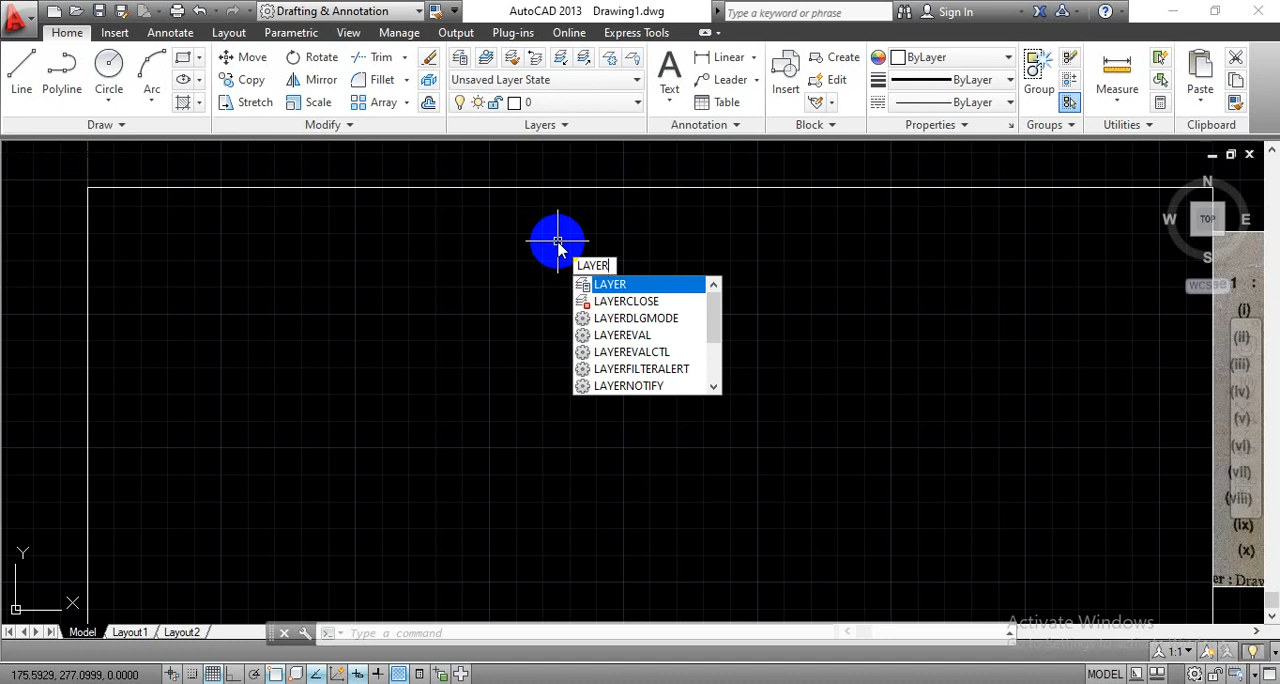 Drafting & Annotation
AutoCAD 2013 Drawing1.dwg
Type a keyword or phrase
Sign In
Home Insert Annotate Layout Parametric View Manage Output Plug-ins Online Express Tools
Line Polyline Circle Arc
Move Rotate Trim
Copy Mirror Fillet
Stretch Scale Array
Unsaved Layer State
0
Text
Linear
Leader
Table
Insert
Create
Edit
ByLayer
ByLayer
ByLayer
Group
Measure
Paste
Draw Modify Layers Annotation Block Properties Groups Utilities Clipboard
N
W TOP E
S
WCS
LAYER
LAYER
LAYERCLOSE
LAYERDLGMODE
LAYEREVAL
LAYEREVALCTL
LAYERFILTERALERT
LAYERNOTIFY
1 :
(i)
(ii)
(iii)
(iv)
(v)
(vi)
(vii)
(viii)
(ix)
(x)
er : Draw
Y
X
Activate Windows
Model Layout1 Layout2
Type a command
1:1
175.5929, 277.0999, 0.0000
MODEL